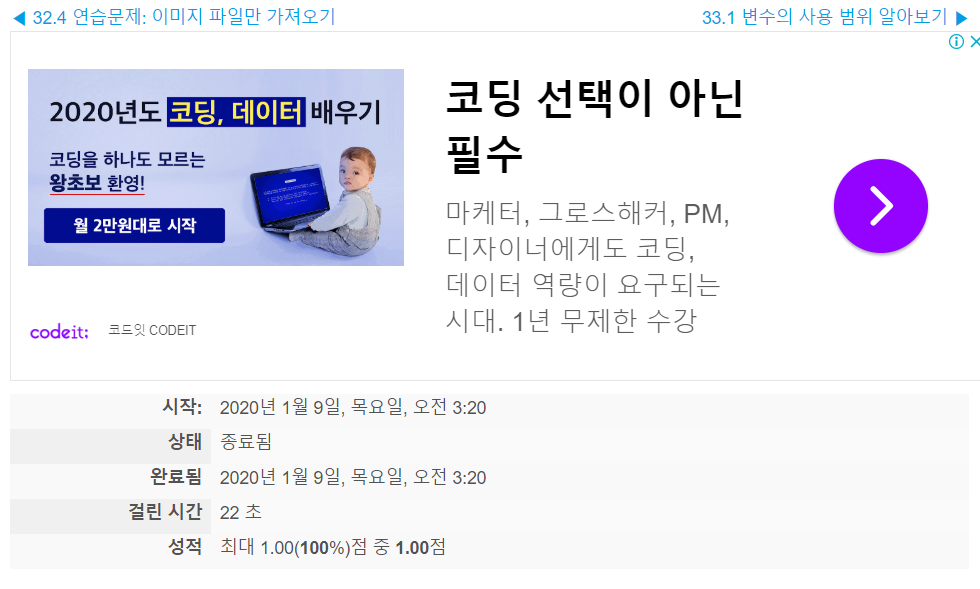 ◀ 32.4 연습문제: 이미지 파일만 가져오기
33.1 변수의 사용 범위 알아보기 ▶
2020년도 코딩, 데이터 배우기
코딩을 하나도 모르는
왕초보 환영!
월 2만원대로 시작
코딩 선택이 아닌
필수
마케터, 그로스해커, PM,
디자이너에게도 코딩,
데이터 역량이 요구되는
시대. 1년 무제한 수강
codeit; 코드잇 CODEIT
시작: 2020년 1월 9일, 목요일, 오전 3:20
상태 종료됨
완료됨 2020년 1월 9일, 목요일, 오전 3:20
걸린 시간 22 초
성적 최대 1.00(100%)점 중 1.00점